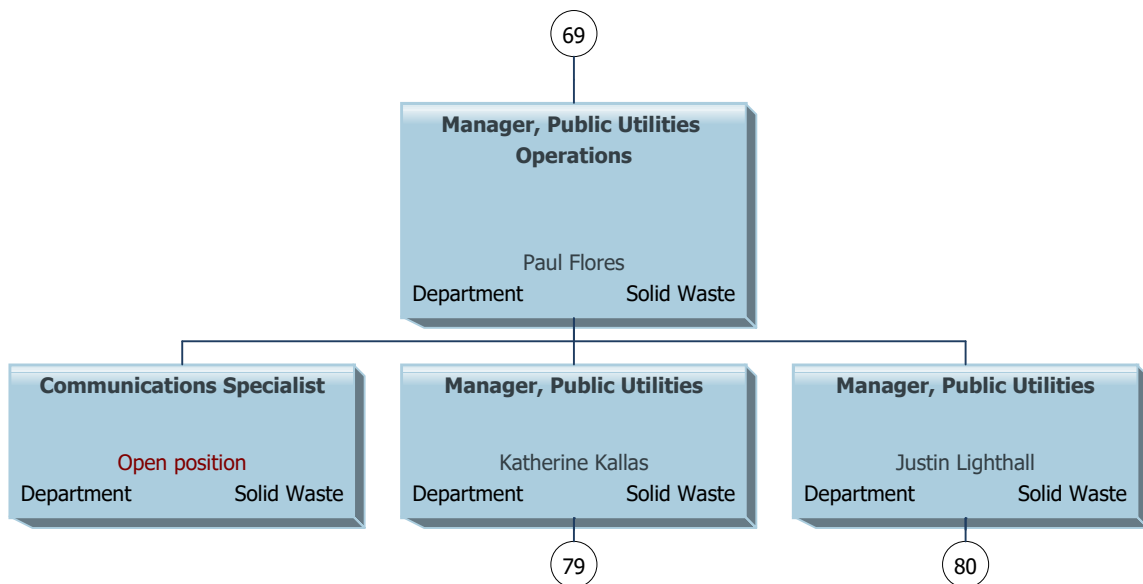 69
Manager, Public Utilities
Operations
Paul Flores
Department Solid Waste
Communications Specialist
Open position
Department Solid Waste
Manager, Public Utilities
Katherine Kallas
Department Solid Waste
79
Manager, Public Utilities
Justin Lighthall
Department Solid Waste
80